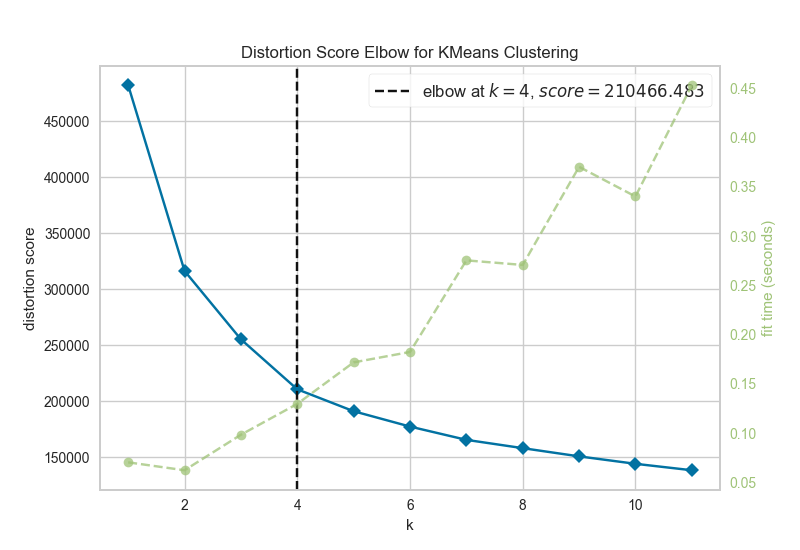 Distortion Score Elbow for KMeans Clustering
elbow at k = 4, score = 210466.483
distortion score
450000
400000
350000
300000
250000
200000
150000
0.45
0.40
0.35
0.30
0.25
0.20
0.15
0.10
0.05
fit time (seconds)
2 4 6 8 10
k